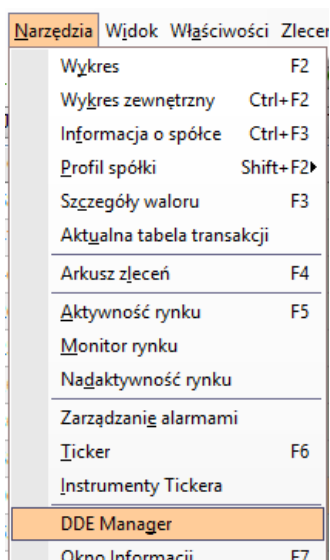 Narzędzia Widok Właściwości Zlecer
Wykres F2
Wykres zewnętrzny Ctrl+F2
Informacja o spółce Ctrl+F3
Profil spółki Shift+F2
Szczegóły waloru F3
Aktualna tabela transakcji
Arkusz zleceń F4
Aktywność rynku F5
Monitor rynku
Nadaktywność rynku
Zarządzanie alarmami
Ticker F6
Instrumenty Tickera
DDE Manager
Okno Informacji F7